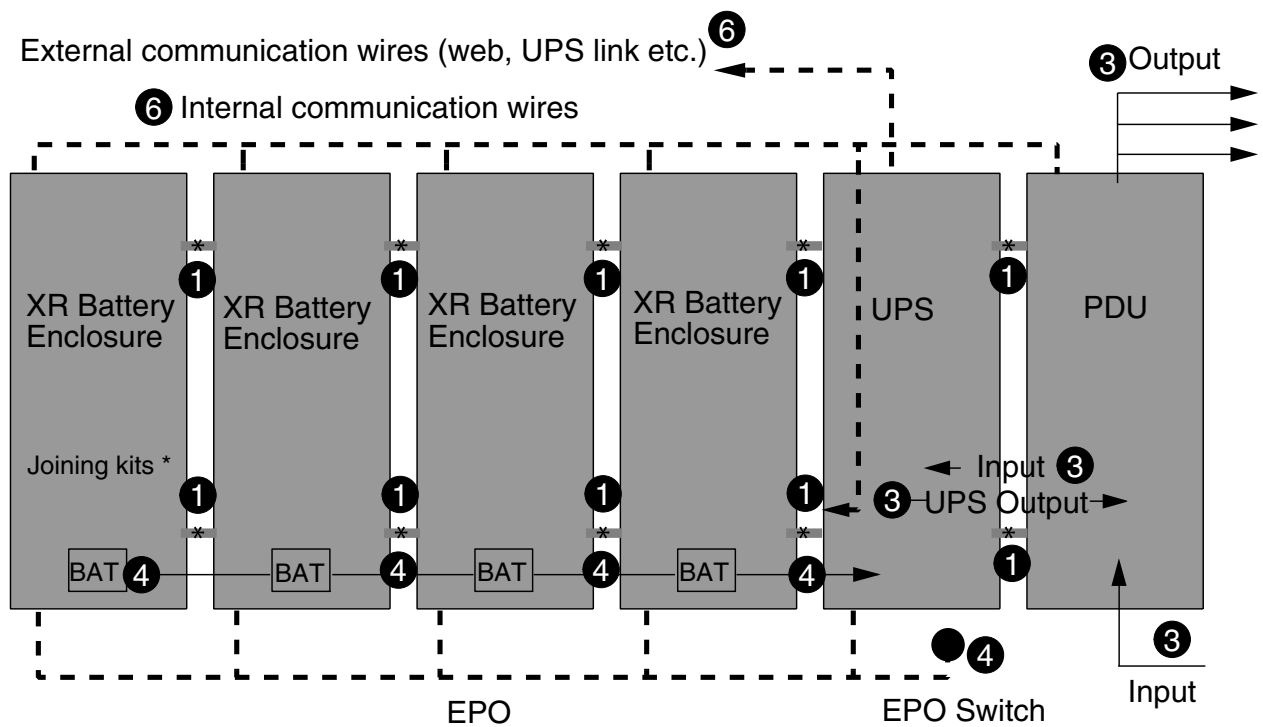 External communication wires (web, UPS link etc.) 6
3 Output
6 Internal communication wires
* * * * *
1 1 1 1 1
XR Battery
Enclosure
XR Battery
Enclosure
XR Battery
Enclosure
XR Battery
Enclosure
UPS
PDU
Joining kits *
Input 3
1 1 1 1
3 UPS Output
* * * * *
1
BAT 4
BAT 4
BAT 4
BAT 4
4
3
EPO
EPO Switch
Input